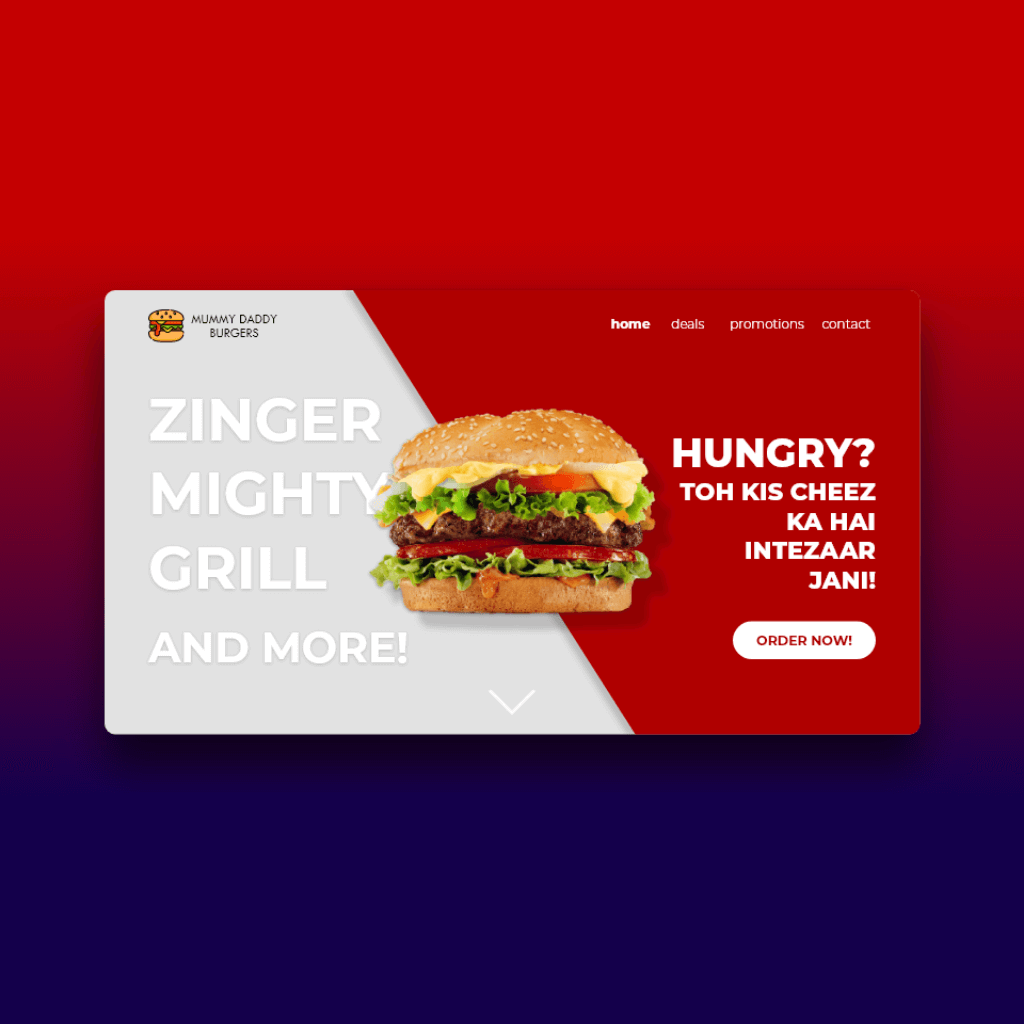 MUMMY DADDY
BURGERS
home deals promotions contact
ZINGER
MIGHTY
GRILL
AND MORE!
HUNGRY?
TOH KIS CHEEZ
KA HAI
INTEZAAR
JANI!
ORDER NOW!